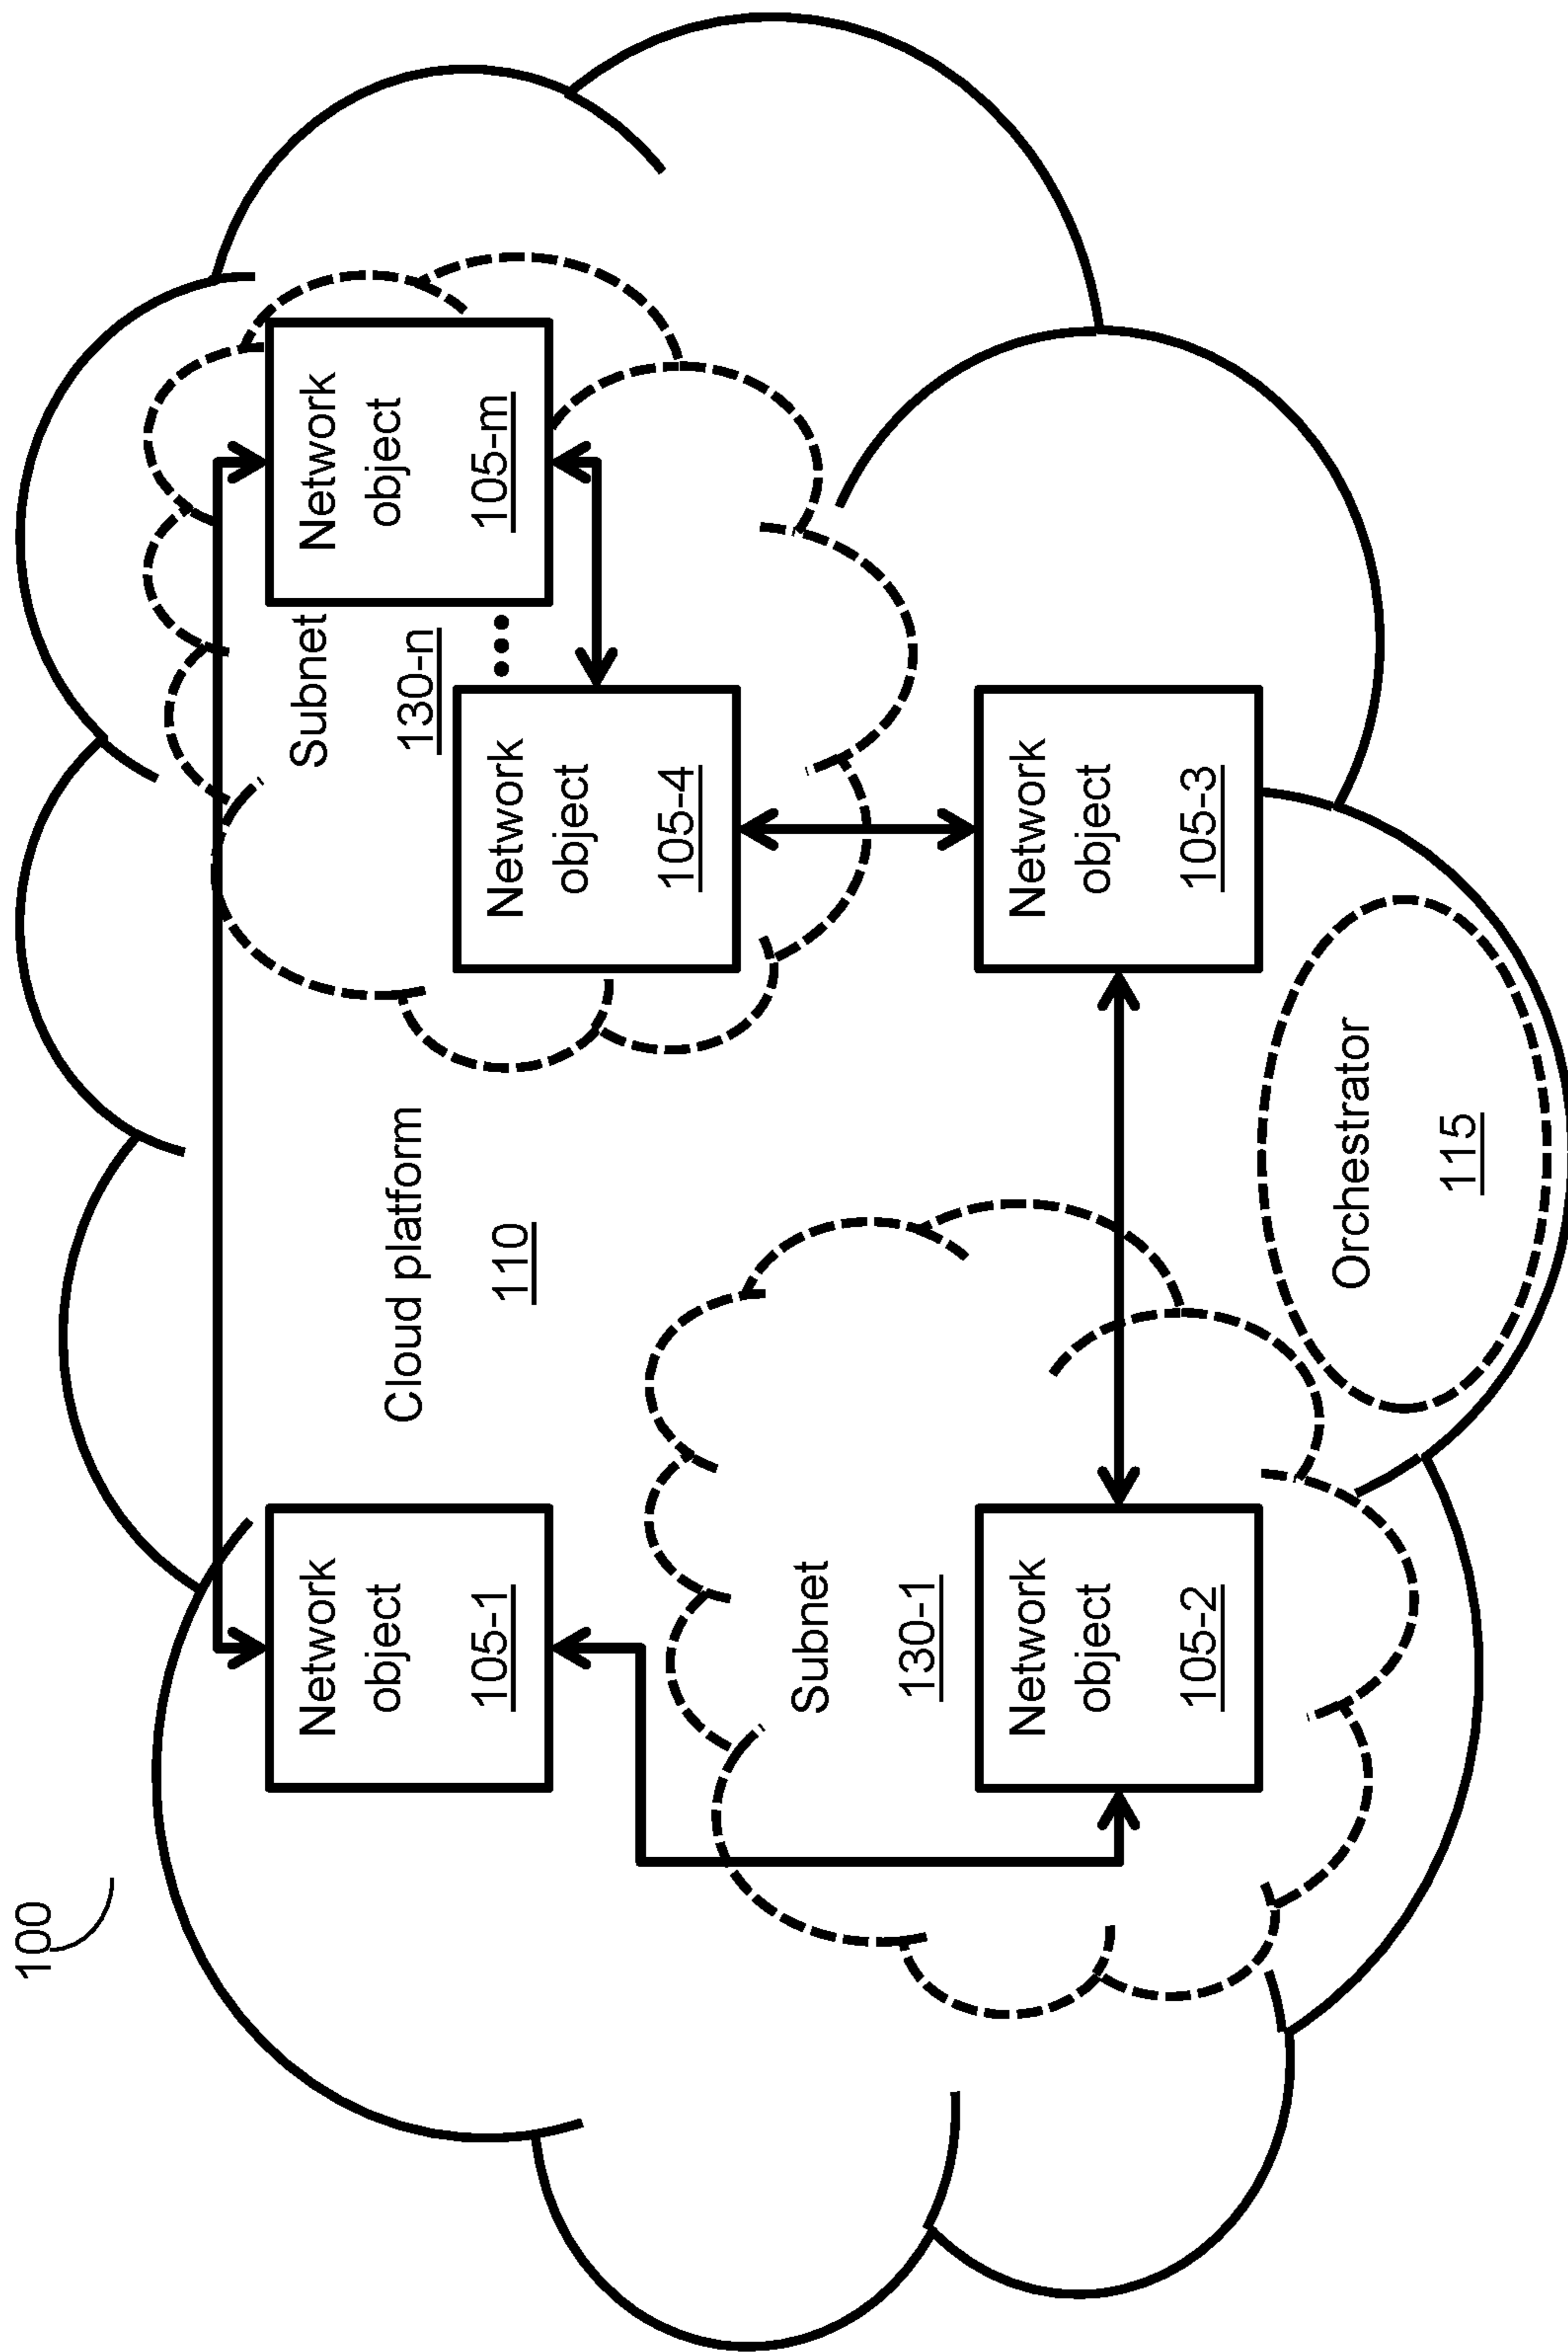 100
Network
object
105-1
Cloud platform
110
Subnet
130-n
Network
object
105-m
Network
object
105-4
Subnet
130-1
Network
object
105-2
Network
object
105-3
Orchestrator
115